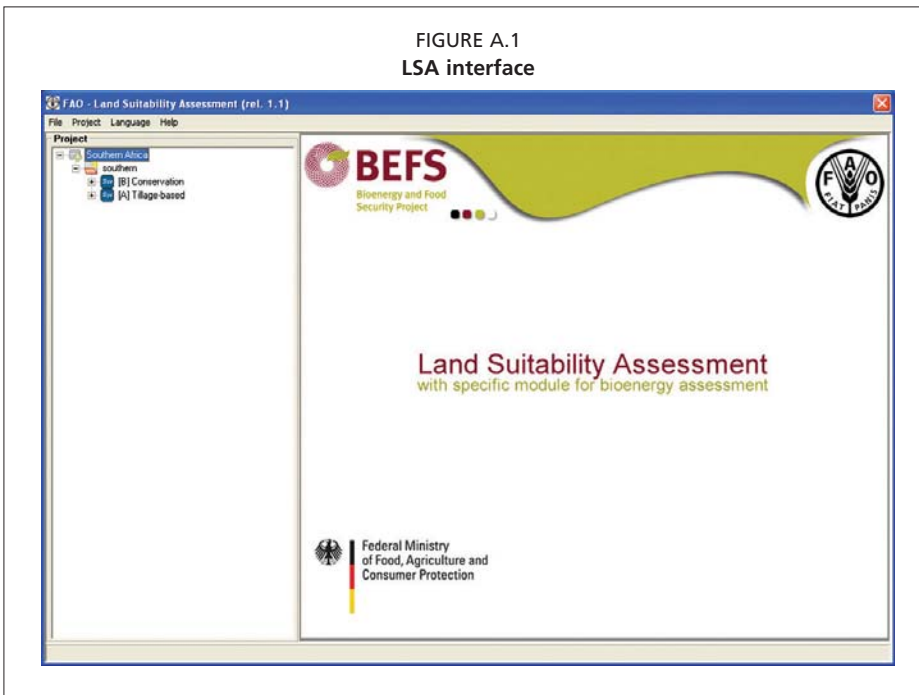 FIGURE A.1
LSA interface
FAO - Land Suitability Assessment (rel. 1.1)
File Project Language Help
Project
Southern Africa
southern
[B] Conservation
[A] Tillage-based
BEFS
Bioenergy and Food
Security Project
F A O
FIAT PANIS
Land Suitability Assessment
with specific module for bioenergy assessment
Federal Ministry
of Food, Agriculture and
Consumer Protection